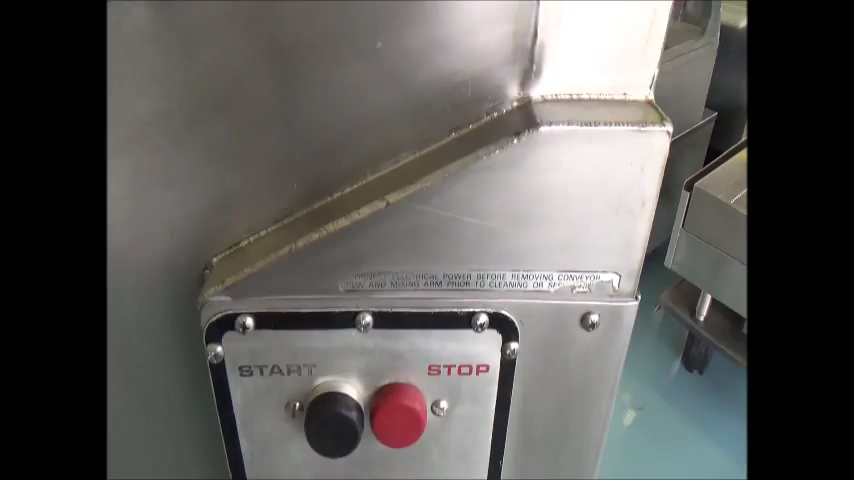 ELECTRICAL POWER BEFORE REMOVING CONVEYOR
AND MIXING ARM PRIOR TO CLEANING OR
START STOP